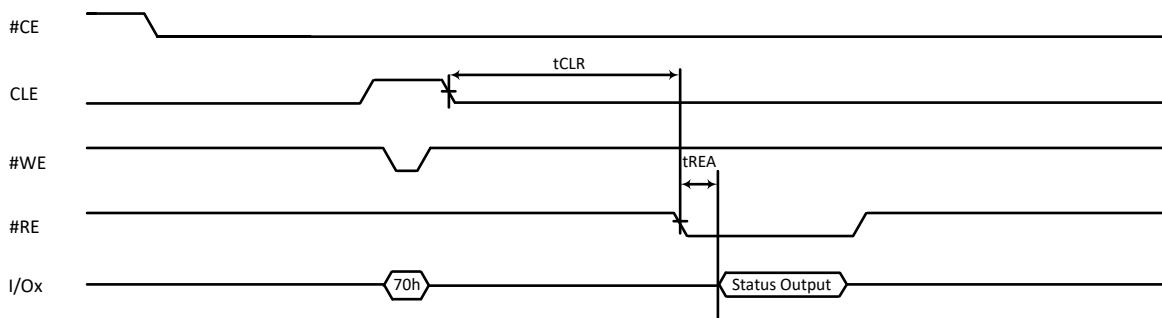 #CE
tCLR
CLE
#WE
tREA
#RE
I/Ox
70h
Status Output